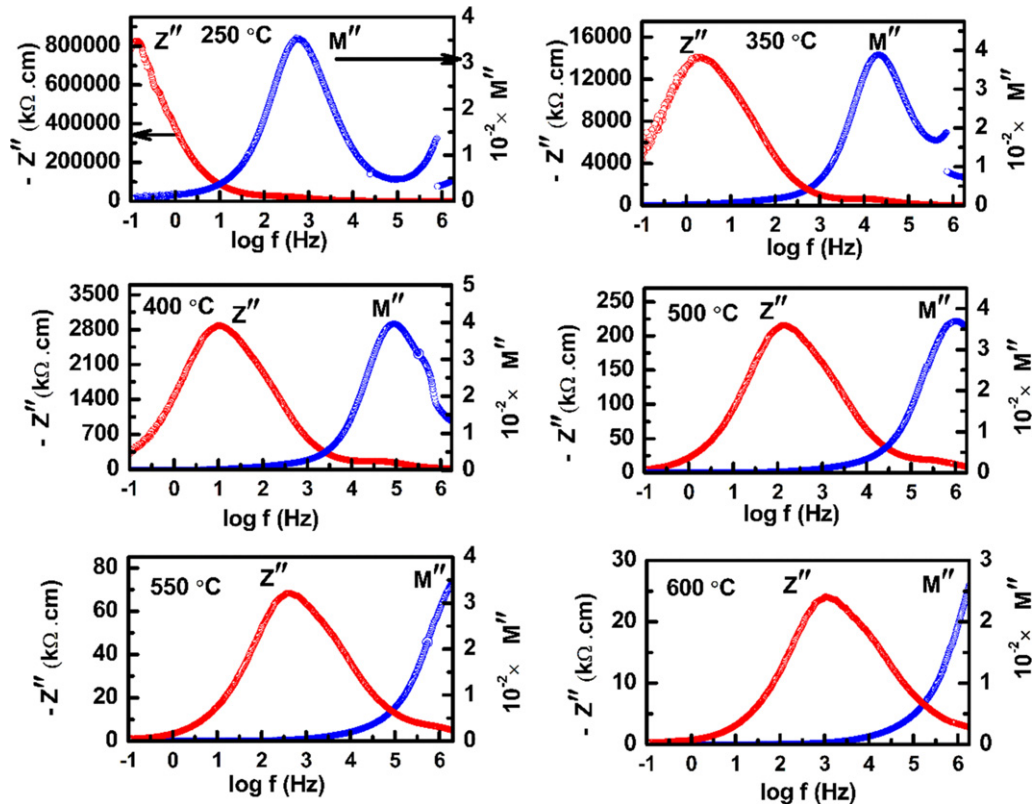 Z″ 250 °C M″
800000
600000
400000
200000
0
- Z″ (kΩ.cm)
4
3
2
1
0
10⁻²× M″
-1 0 1 2 3 4 5 6
log f (Hz)
Z″ 350 °C M″
16000
12000
8000
4000
0
- Z″ (kΩ.cm)
4
3
2
1
0
10⁻²× M″
-1 0 1 2 3 4 5 6
log f (Hz)
400 °C Z″ M″
3500
2800
2100
1400
700
0
- Z″ (kΩ.cm)
5
4
3
2
1
0
10⁻²× M″
-1 0 1 2 3 4 5 6
log f (Hz)
500 °C Z″ M″
250
200
150
100
50
25
0
- Z″ (kΩ.cm)
4
3
2
1
0
10⁻²× M″
-1 0 1 2 3 4 5 6
log f (Hz)
550 °C Z″ M″
80
60
40
20
0
- Z″ (kΩ.cm)
4
3
2
1
0
10⁻²× M″
-1 0 1 2 3 4 5 6
log f (Hz)
600 °C Z″ M″
30
25
20
15
10
5
0
- Z″ (kΩ.cm)
3
2
1
0
10⁻²× M″
-1 0 1 2 3 4 5 6
log f (Hz)